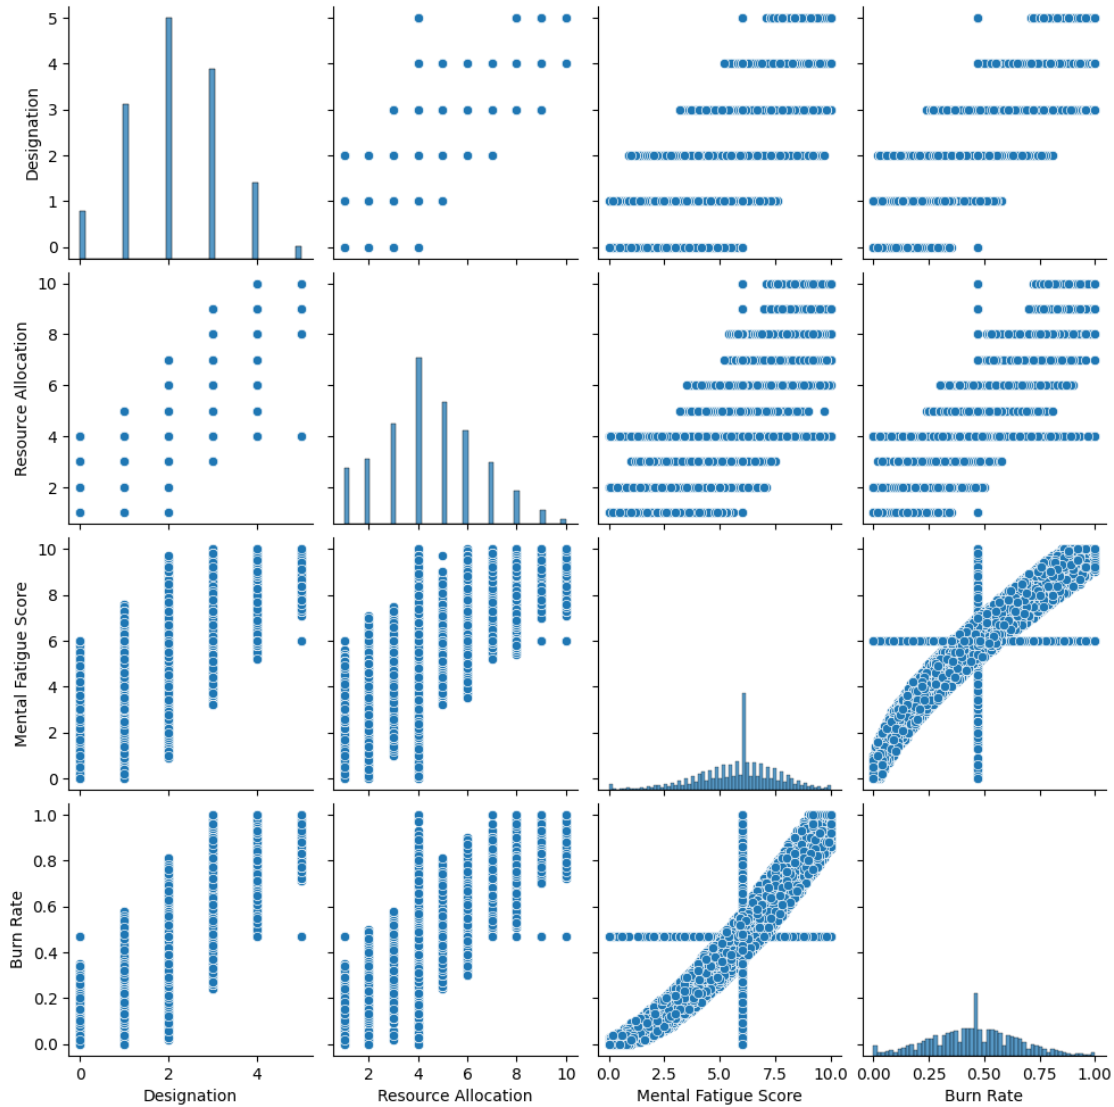 Designation
5
4
3
2
1
0
Resource Allocation
10
8
6
4
2
Mental Fatigue Score
10
8
6
4
2
0
Burn Rate
1.0
0.8
0.6
0.4
0.2
0.0
0 2 4
2 4 6 8 10
0.0 2.5 5.0 7.5 10.0
0.00 0.25 0.50 0.75 1.00
Designation
Resource Allocation
Mental Fatigue Score
Burn Rate